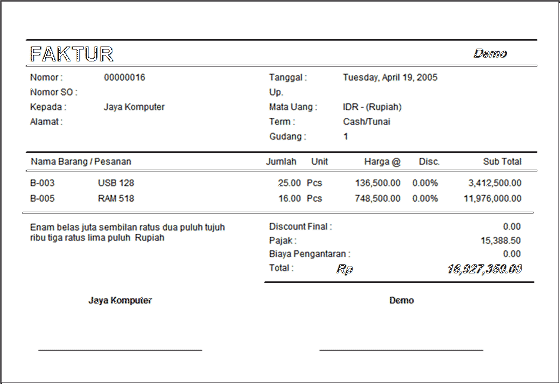 FAKTUR Demo
Nomor : 00000016 Tanggal : Tuesday, April 19, 2005
Nomor SO : Up.
Kepada : Jaya Komputer Mata Uang : IDR - (Rupiah)
Alamat : Term : Cash/Tunai
Gudang : 1
Nama Barang / Pesanan Jumlah Unit Harga @ Disc. Sub Total
B-003 USB 128 25.00 Pcs 136,500.00 0.00% 3,412,500.00
B-005 RAM 518 16.00 Pcs 748,500.00 0.00% 11,976,000.00
Enam belas juta sembilan ratus dua puluh tujuh
ribu tiga ratus lima puluh Rupiah
Discount Final : 0.00
Pajak : 15,388.50
Biaya Pengantaran : 0.00
Total : Rp 16,927,350.00
Jaya Komputer Demo